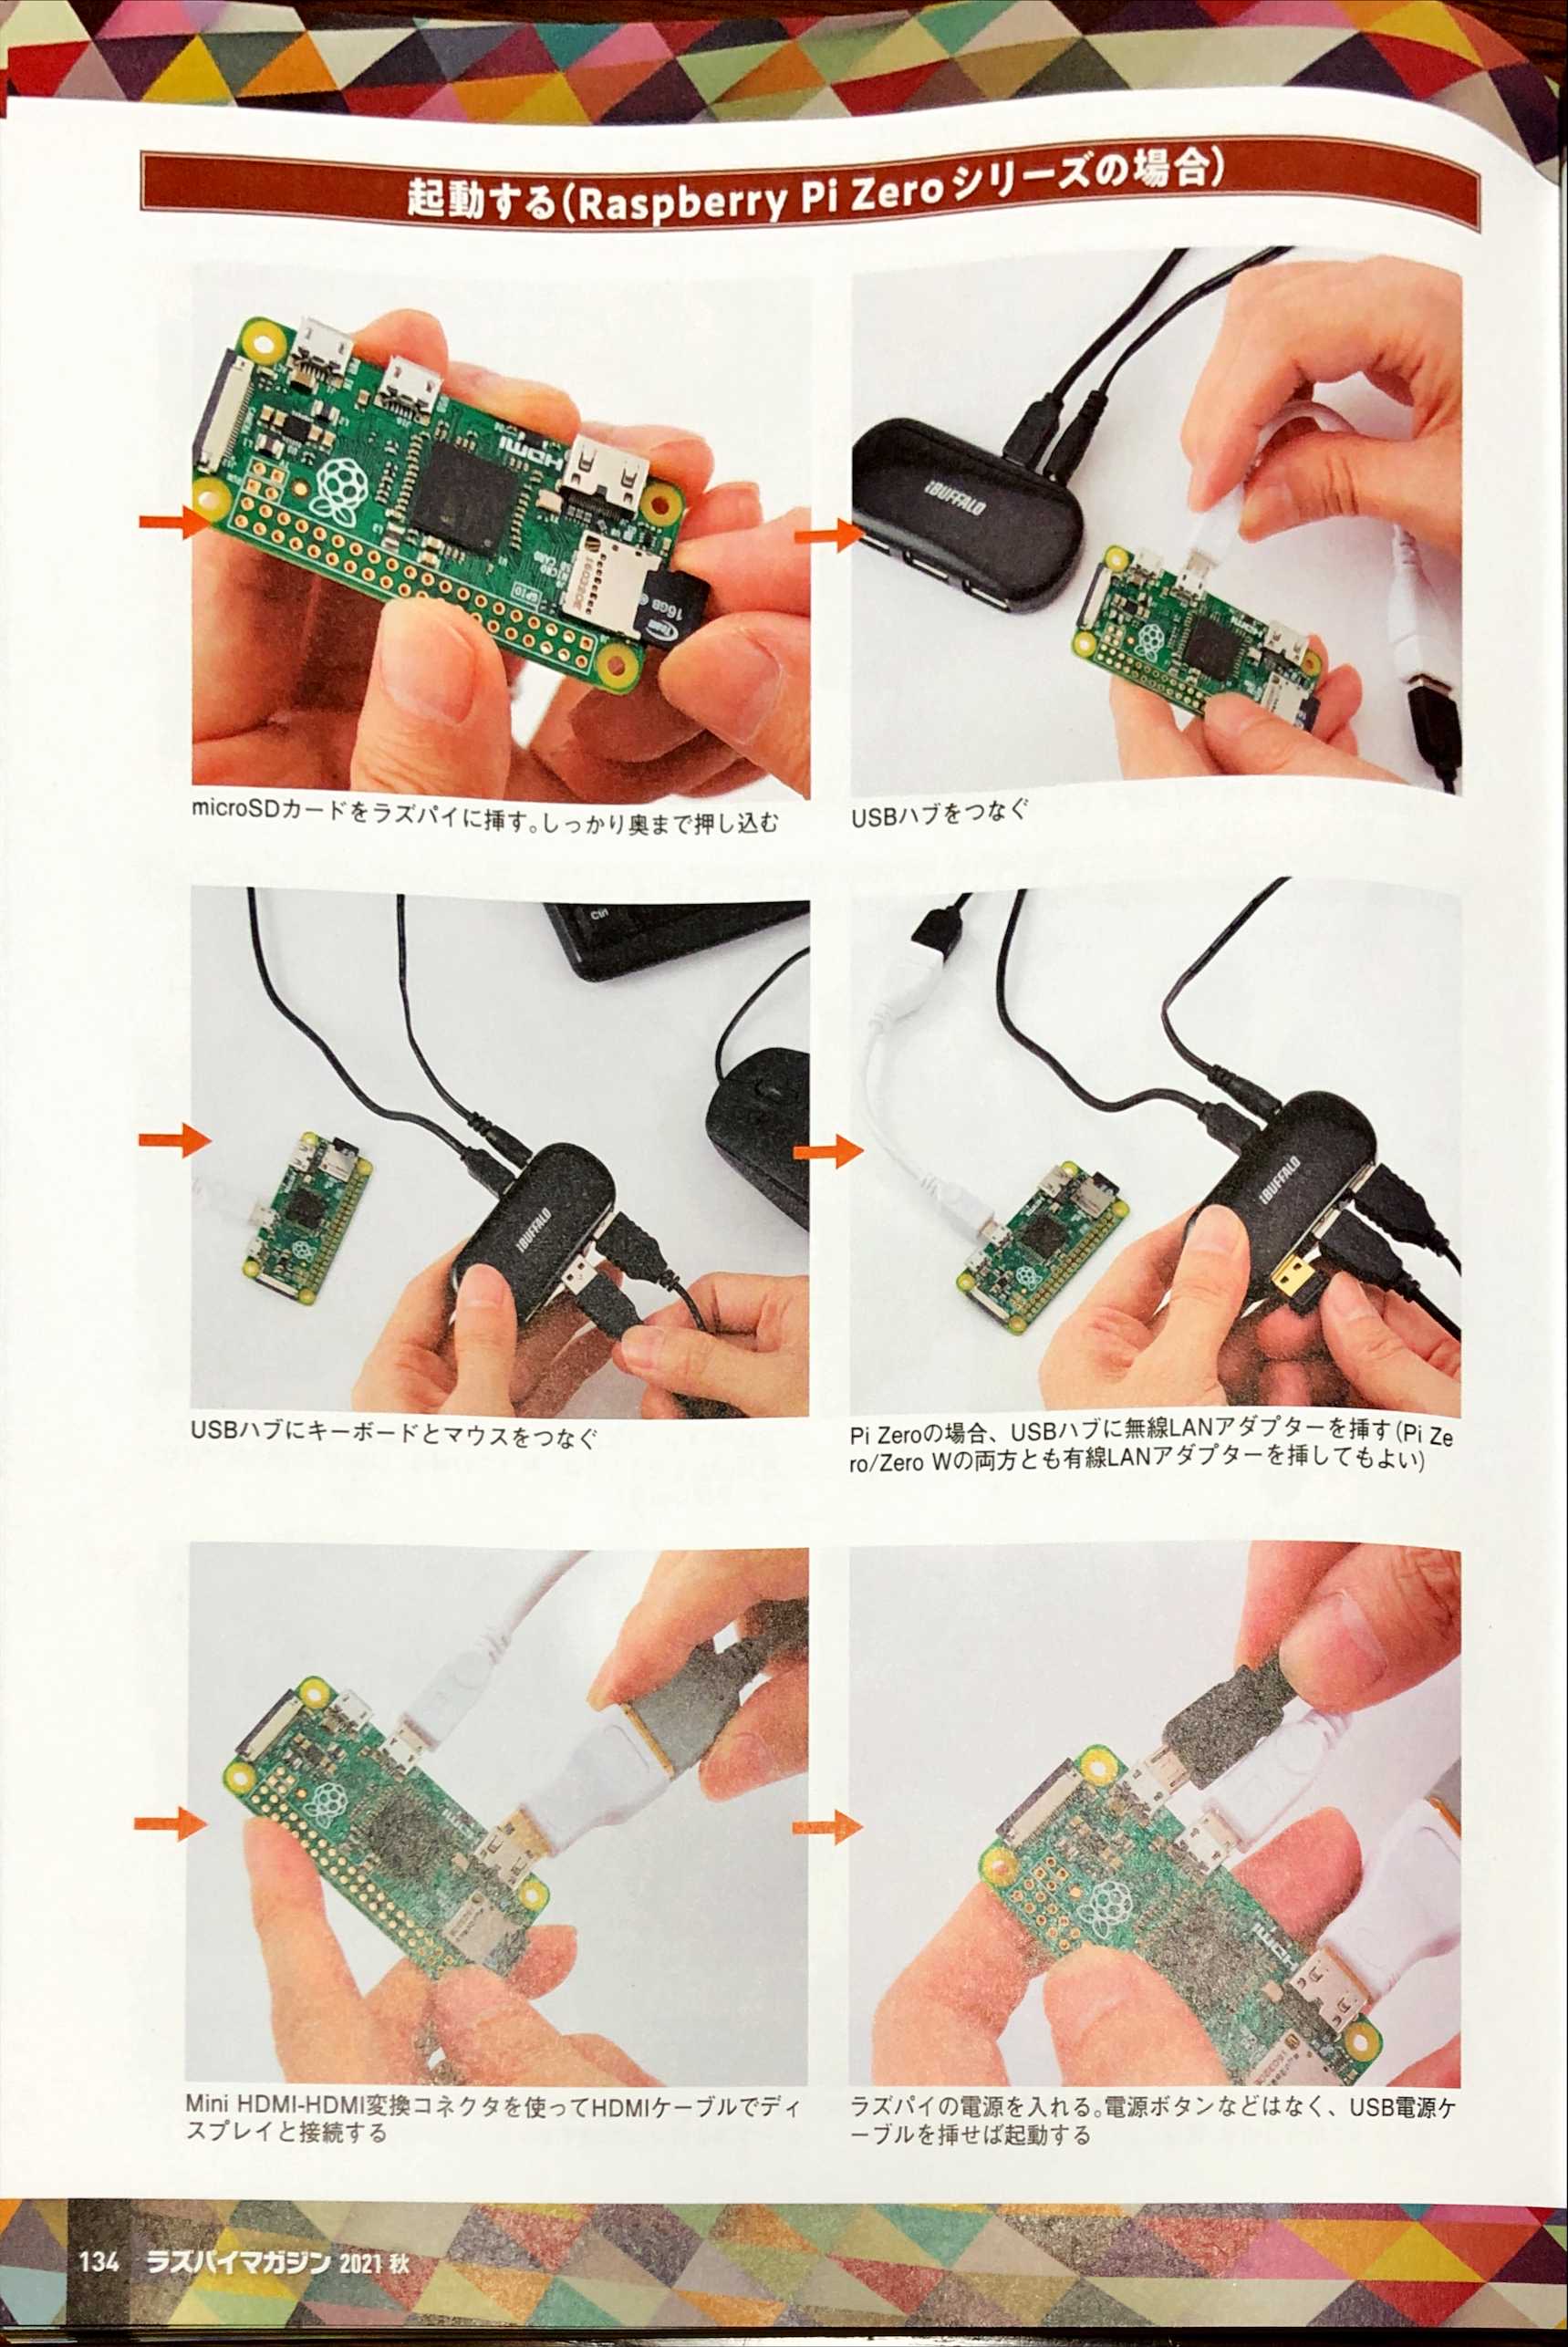 起動する(Raspberry Pi Zeroシリーズの場合)
HDMI
16GB
Team
GPIO
microSDカードをラズパイに挿す。しっかり奥まで押し込む
iBUFFALO
USBハブをつなぐ
Ctrl
iBUFFALO
USBハブにキーボードとマウスをつなぐ
iBUFFALO
Pi Zeroの場合、USBハブに無線LANアダプターを挿す(Pi Ze
ro/Zero Wの両方とも有線LANアダプターを挿してもよい)
Mini HDMI-HDMI変換コネクタを使ってHDMIケーブルでディ
スプレイと接続する
HDMI
ラズパイの電源を入れる。電源ボタンなどはなく、USB電源ケ
ーブルを挿せば起動する
134 ラズパイマガジン 2021 秋